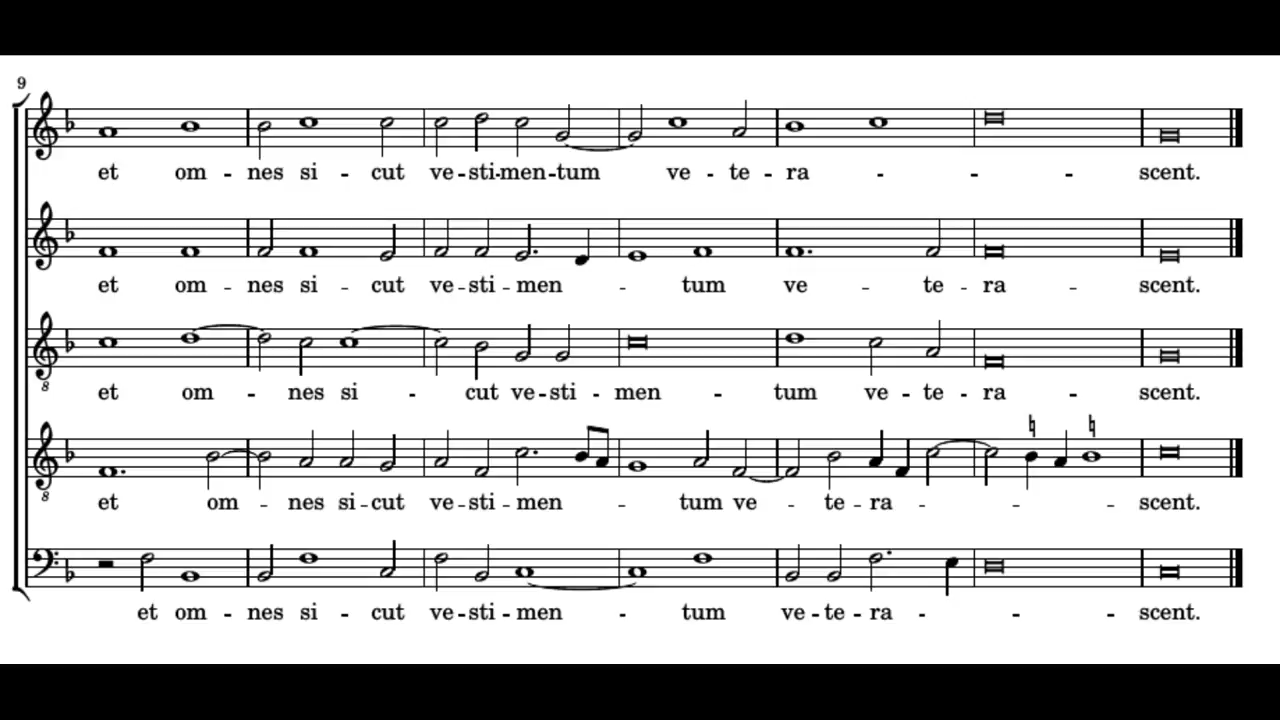 9
et om - nes si - cut ve - sti - men - tum ve - te - ra - - - scent.
et om - nes si - cut ve - sti - men - tum ve - te - ra - scent.
8
et om - nes si - cut ve - sti - men - tum ve - te - ra - scent.
8
et om - nes si - cut ve - sti - men - tum ve - te - ra - - - scent.
et om - nes si - cut ve - sti - men - tum ve - te - ra - - - scent.